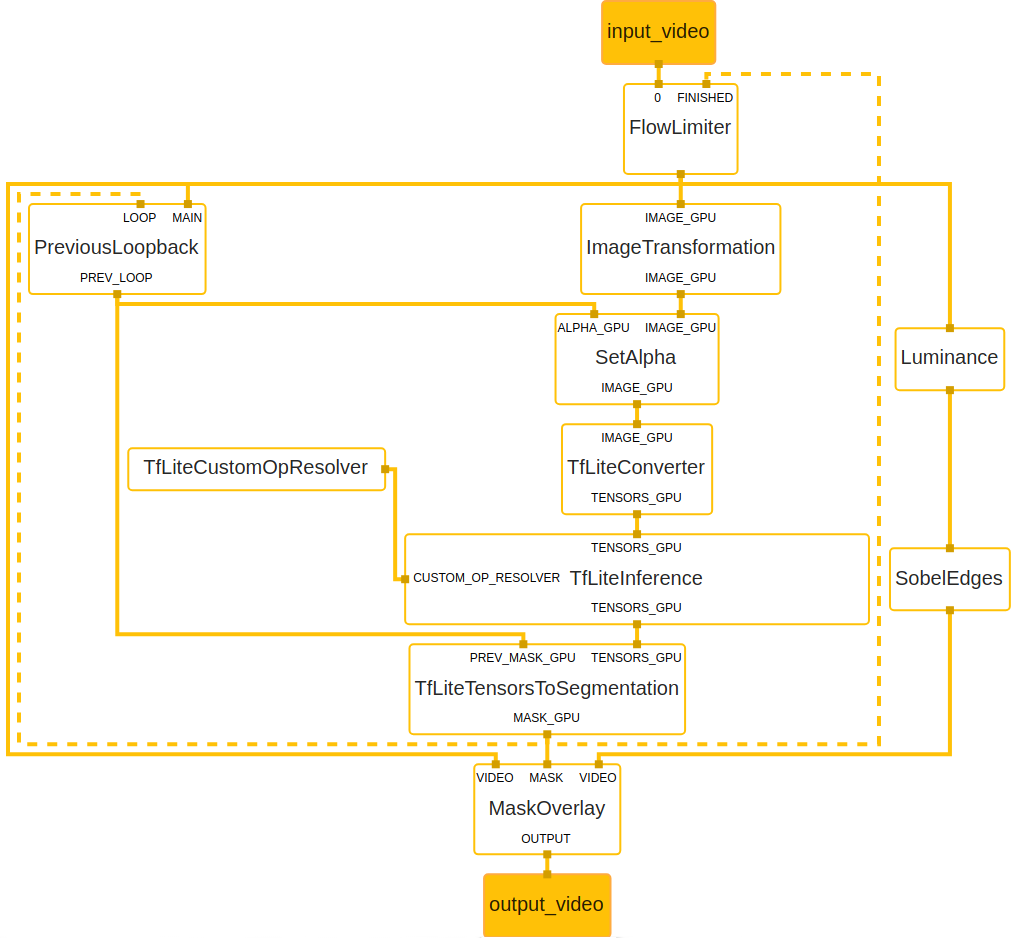 input_video
0 FINISHED
FlowLimiter
LOOP MAIN
PreviousLoopback
PREV_LOOP
IMAGE_GPU
ImageTransformation
IMAGE_GPU
ALPHA_GPU IMAGE_GPU
SetAlpha
IMAGE_GPU
Luminance
IMAGE_GPU
TfLiteConverter
TENSORS_GPU
TfLiteCustomOpResolver
TENSORS_GPU
CUSTOM_OP_RESOLVER TfLiteInference
TENSORS_GPU
SobelEdges
PREV_MASK_GPU TENSORS_GPU
TfLiteTensorsToSegmentation
MASK_GPU
VIDEO MASK VIDEO
MaskOverlay
OUTPUT
output_video